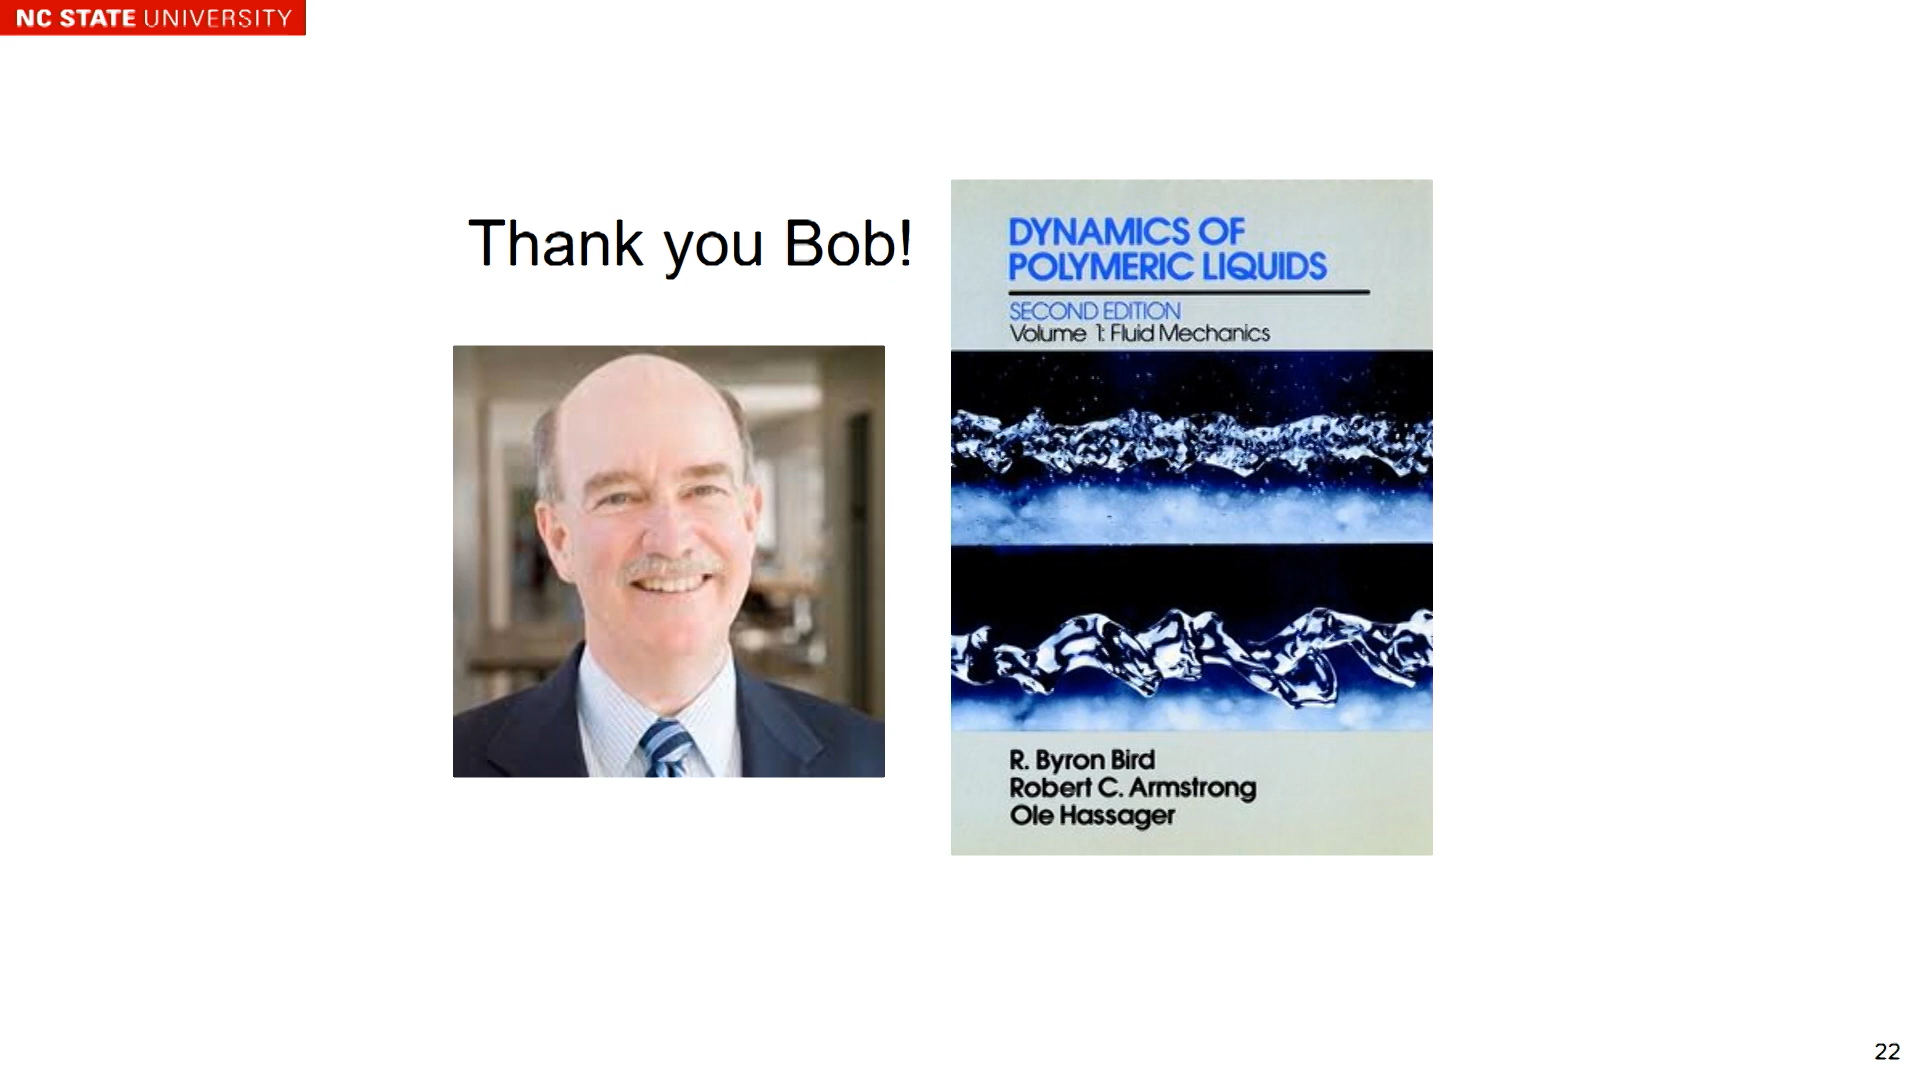 NC STATE UNIVERSITY
Thank you Bob!
DYNAMICS OF
POLYMERIC LIQUIDS
SECOND EDITION
Volume 1: Fluid Mechanics
R. Byron Bird
Robert C. Armstrong
Ole Hassager
22